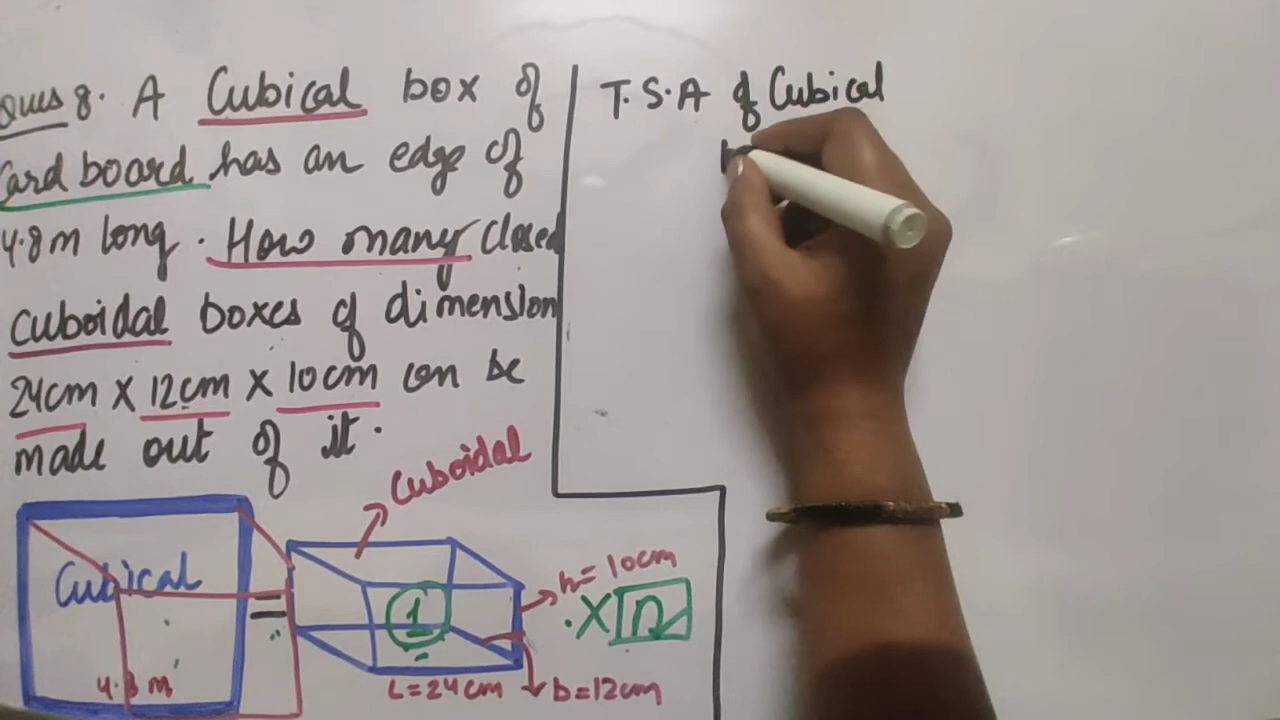 Ques 8. A Cubical box of
Card board has an edge of
4.8m long. How many closed
cuboidal boxes of dimension
24cm X 12cm X 10cm can be
made out of it.
T.S.A of Cubical
Cuboidal
Cubical
4.8 m
=
1
h= 10cm
.X n
L=24cm
b=12cm